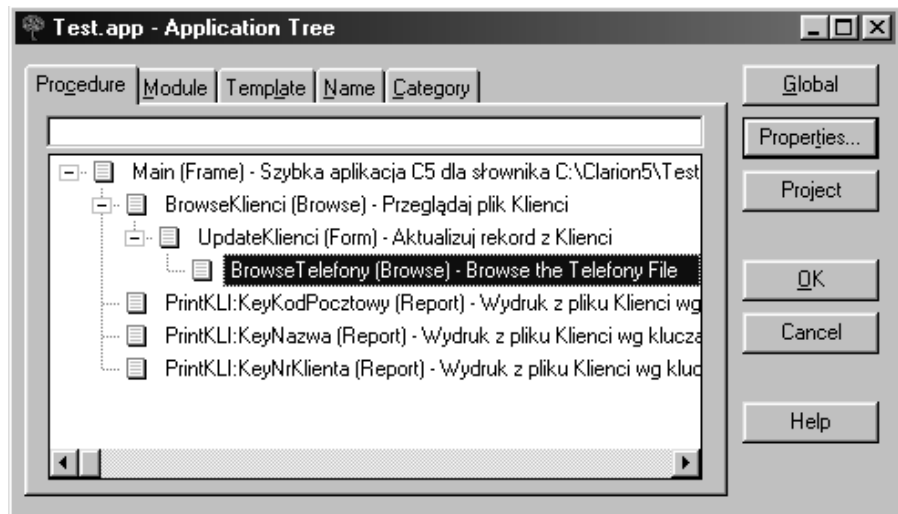 Test.app - Application Tree
Procedure Module Template Name Category
Global
Properties...
Project
OK
Cancel
Help
Main (Frame) - Szybka aplikacja C5 dla słownika C:\Clarion5\Test
BrowseKlienci (Browse) - Przeglądaj plik Klienci
UpdateKlienci (Form) - Aktualizuj rekord z Klienci
BrowseTelefony (Browse) - Browse the Telefony File
PrintKLI:KeyKodPocztowy (Report) - Wydruk z pliku Klienci wg
PrintKLI:KeyNazwa (Report) - Wydruk z pliku Klienci wg klucza
PrintKLI:KeyNrKlienta (Report) - Wydruk z pliku Klienci wg kluc